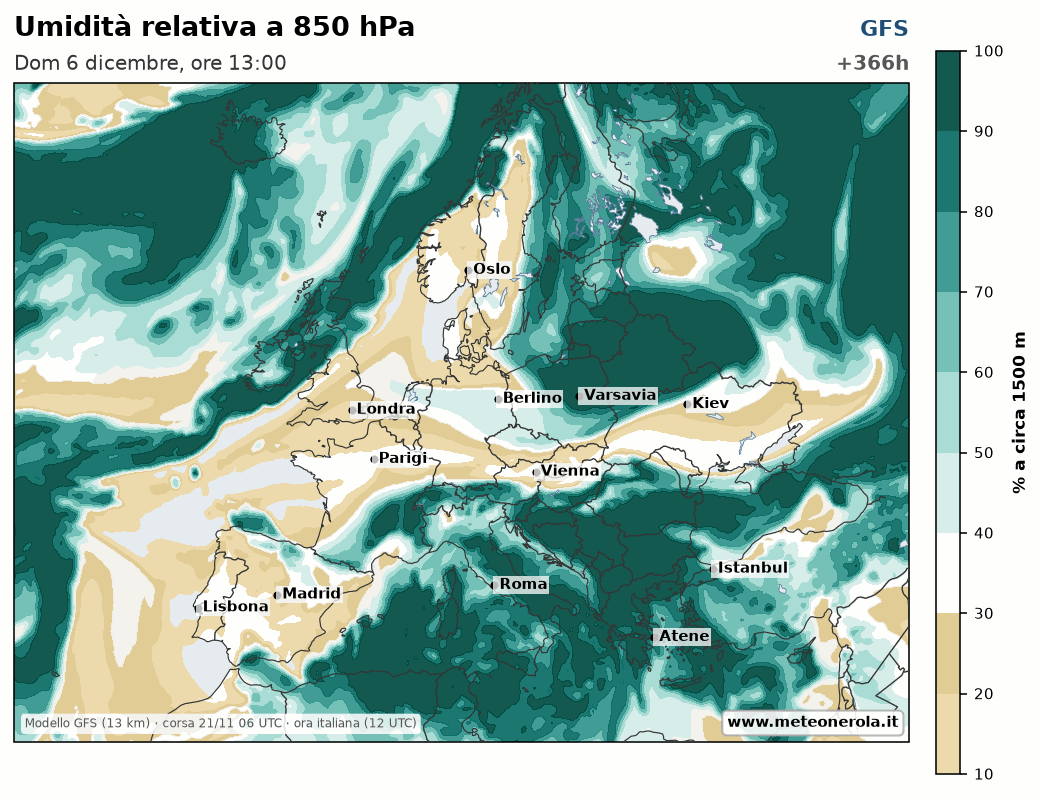 Umidità relativa a 850 hPa
GFS
Dom 6 dicembre, ore 13:00
+366h
100
90
80
70
60
50
40
30
20
10
% a circa 1500 m
Oslo
Berlino
Varsavia
Kiev
Londra
Parigi
Vienna
Istanbul
Roma
Madrid
Lisbona
Atene
Modello GFS (13 km) · corsa 21/11 06 UTC · ora italiana (12 UTC)
www.meteonerola.it